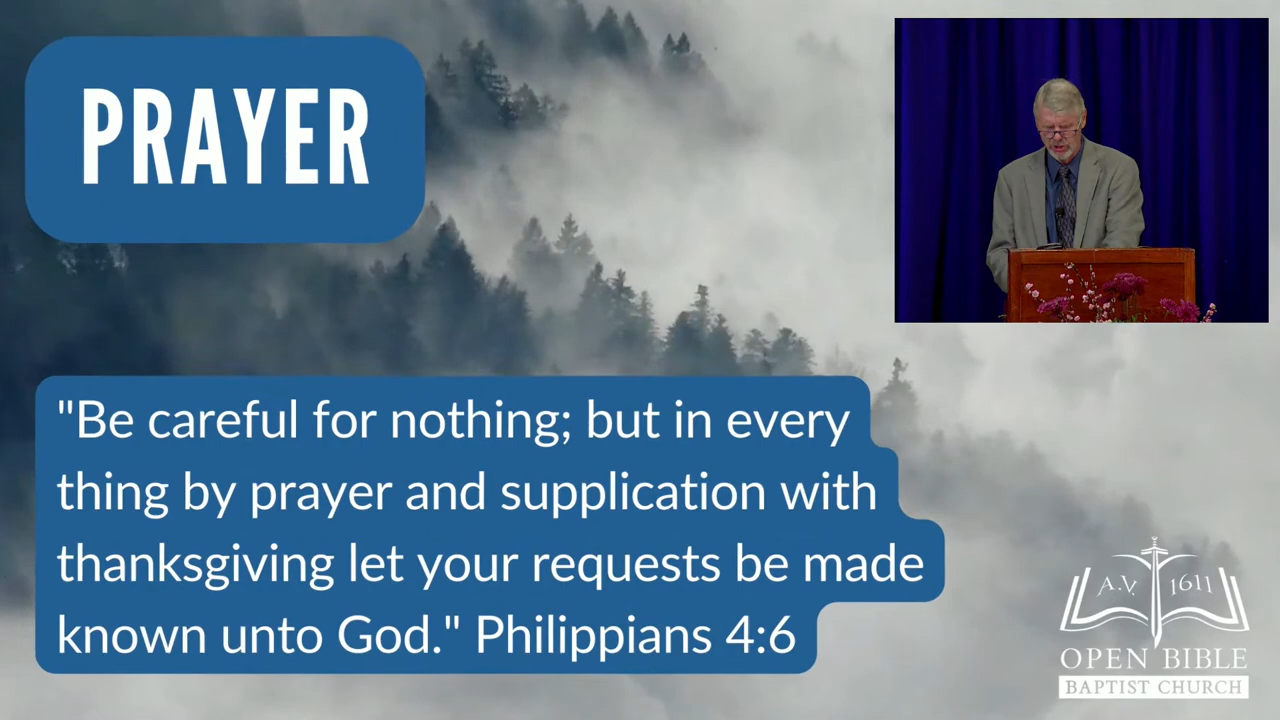 PRAYER
"Be careful for nothing; but in every
thing by prayer and supplication with
thanksgiving let your requests be made
known unto God." Philippians 4:6
A.V. 1611
OPEN BIBLE
BAPTIST CHURCH